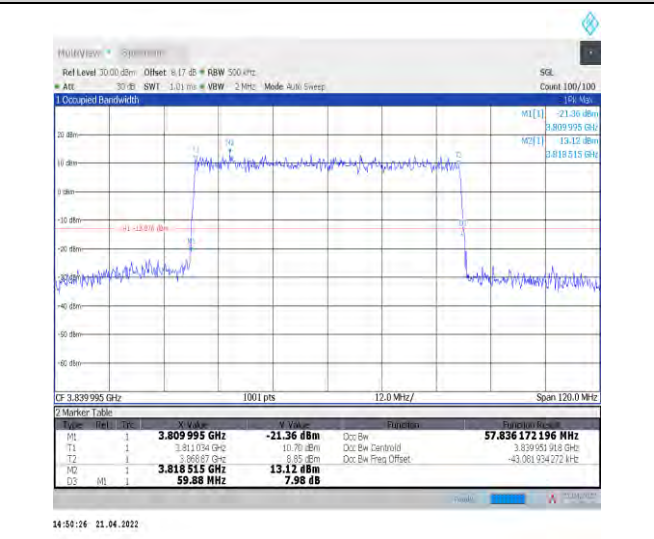 MultiView Spectrum
Ref Level 30.00 dBm Offset 8.17 dB RBW 500 kHz SGL
Att 30 dB SWT 1.01 ms VBW 2 MHz Mode Auto Sweep Count 100/100
1 Occupied Bandwidth 1Pk Max
M1[1] -21.36 dBm
3.809 995 GHz
M2[1] 13.12 dBm
3.818 515 GHz
20 dBm
10 dBm
0 dBm
-10 dBm
H1 -13.876 dBm
-20 dBm
-30 dBm
-40 dBm
-50 dBm
-60 dBm
CF 3.839 995 GHz 1001 pts 12.0 MHz/ Span 120.0 MHz
2 Marker Table
Type Ref Trc X-Value Y-Value Function Function Result
M1 1 3.809 995 GHz -21.36 dBm Occ Bw 57.836 172 196 MHz
T1 1 3.811034 GHz 10.70 dBm Occ Bw Centroid 3.839 951 918 GHz
T2 1 3.86887 GHz 8.85 dBm Occ Bw Freq Offset -43.081 934 272 kHz
M2 1 3.818 515 GHz 13.12 dBm
D3 M1 1 59.88 MHz 7.98 dB
14:50:26 21.04.2022